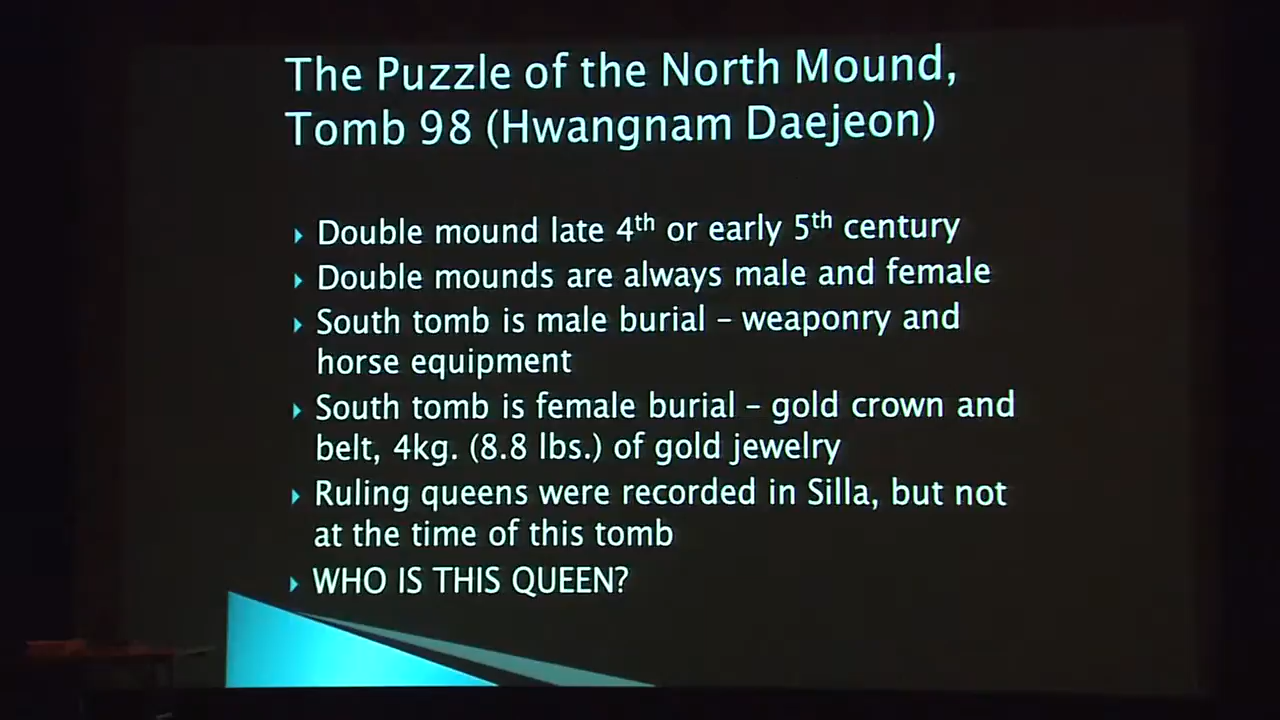 The Puzzle of the North Mound,
Tomb 98 (Hwangnam Daejeon)
Double mound late 4th or early 5th century
Double mounds are always male and female
South tomb is male burial – weaponry and
horse equipment
South tomb is female burial – gold crown and
belt, 4kg. (8.8 lbs.) of gold jewelry
Ruling queens were recorded in Silla, but not
at the time of this tomb
WHO IS THIS QUEEN?